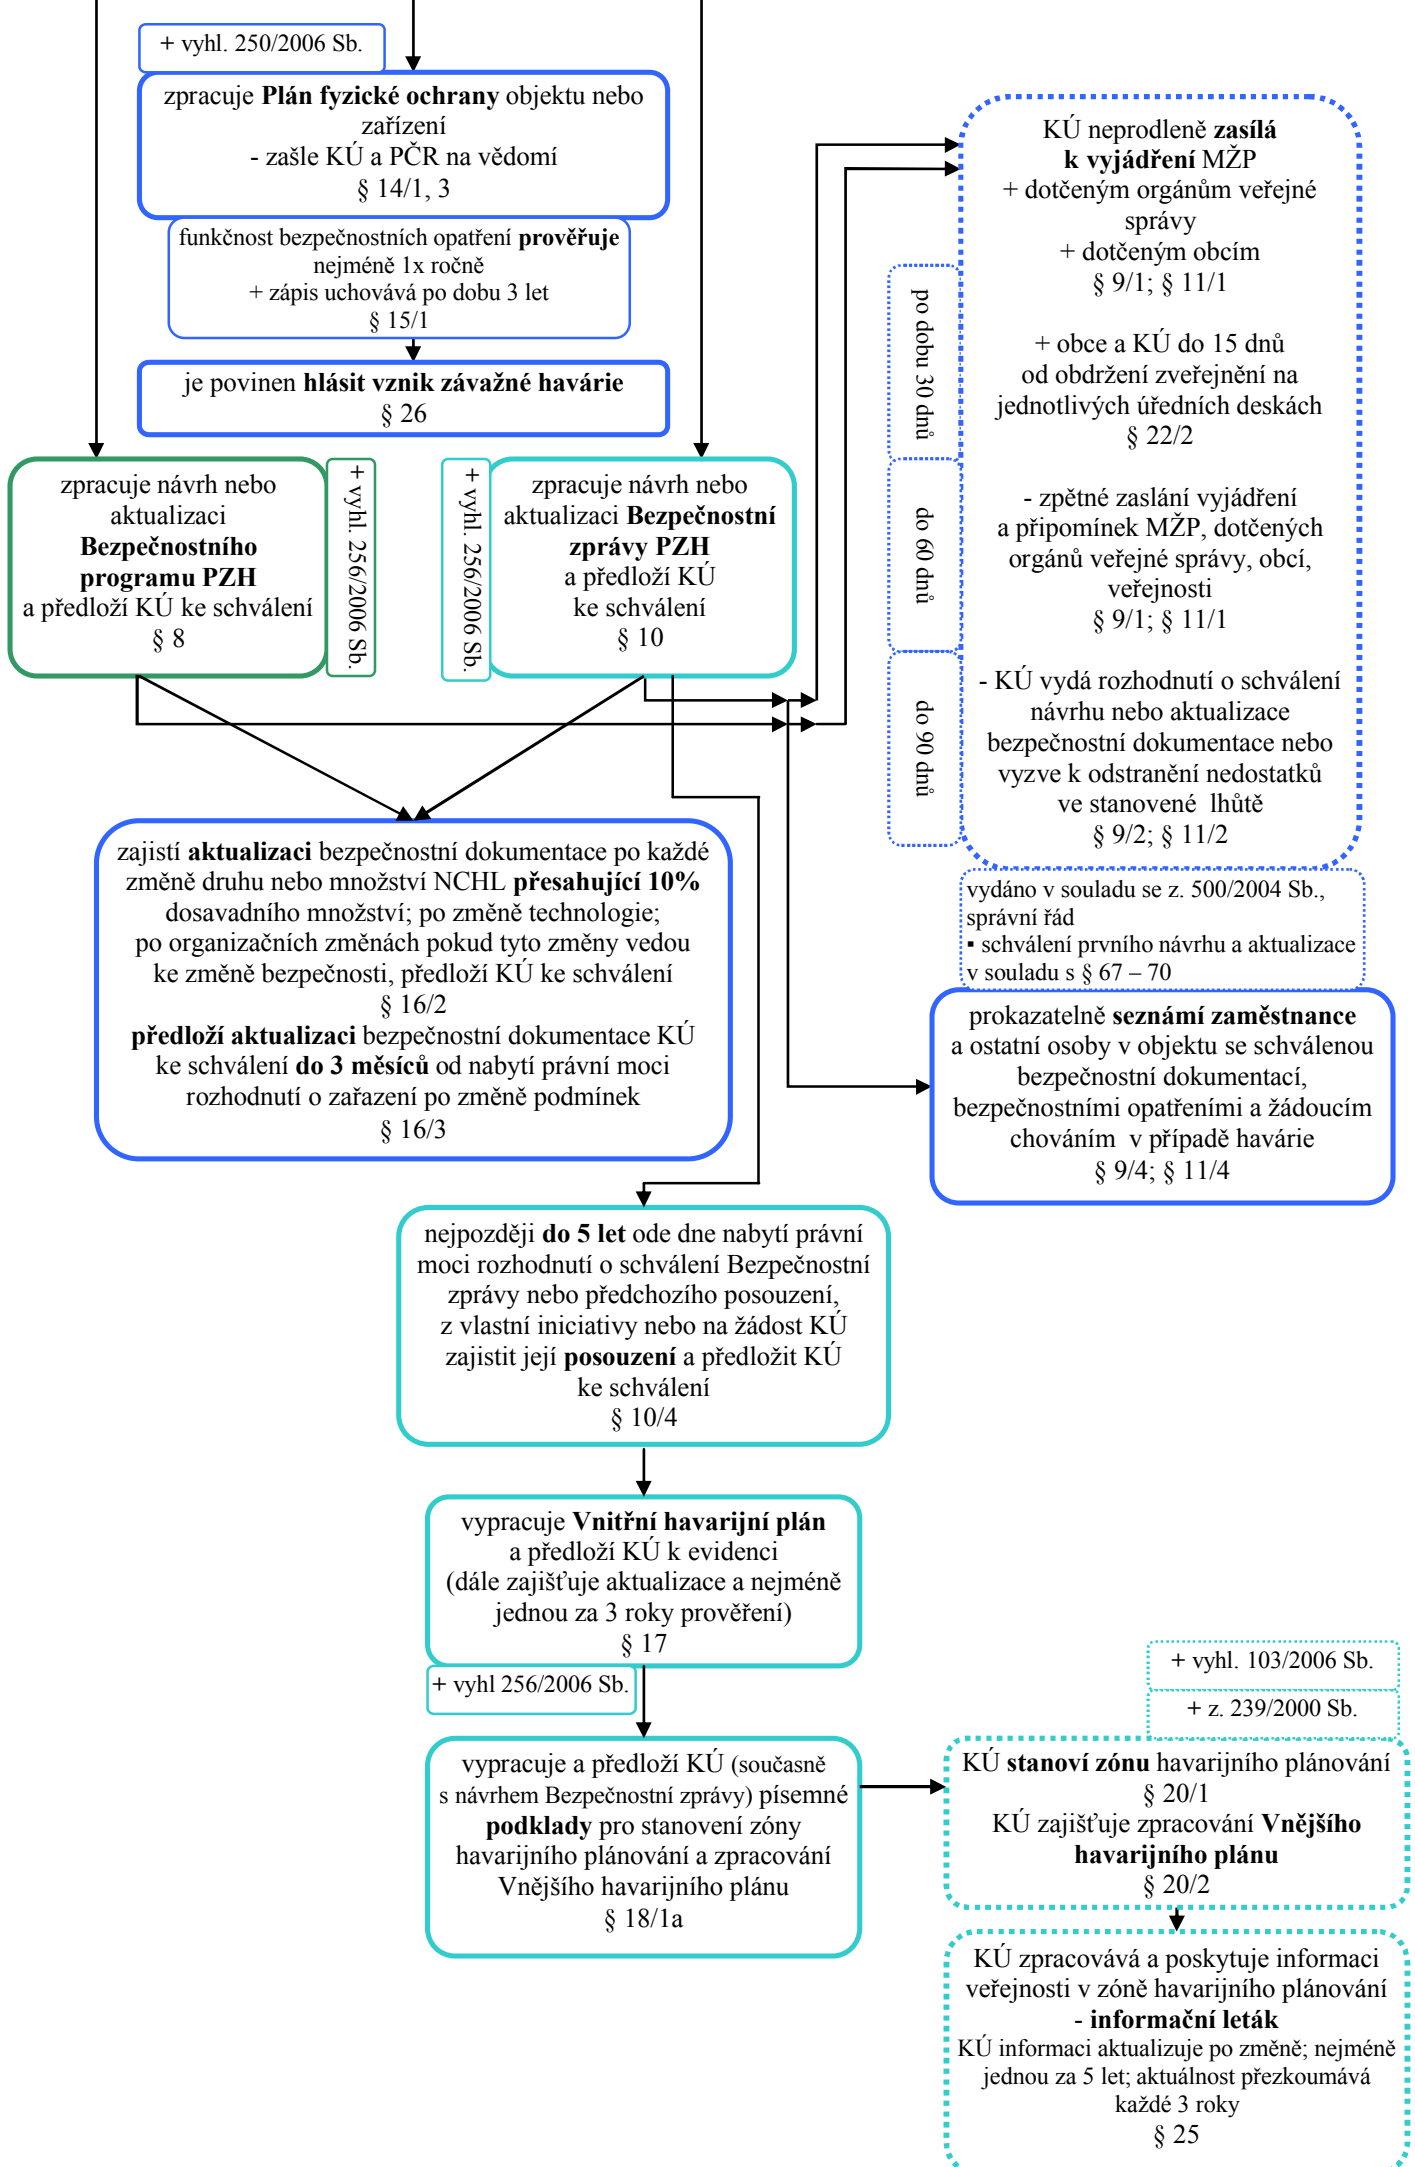 + vyhl. 250/2006 Sb.
zpracuje Plán fyzické ochrany objektu nebo
zařízení
- zašle KÚ a PČR na vědomí
§ 14/1, 3
funkčnost bezpečnostních opatření prověřuje
nejméně 1x ročně
+ zápis uchovává po dobu 3 let
§ 15/1
je povinen hlásit vznik závažné havárie
§ 26
zpracuje návrh nebo
aktualizaci
Bezpečnostního
programu PZH
a předloží KÚ ke schválení
§ 8
+ vyhl. 256/2006 Sb.
+ vyhl. 256/2006 Sb.
zpracuje návrh nebo
aktualizaci Bezpečnostní
zprávy PZH
a předloží KÚ
ke schválení
§ 10
KÚ neprodleně zasílá
k vyjádření MŽP
+ dotčeným orgánům veřejné
správy
+ dotčeným obcím
§ 9/1; § 11/1
po dobu 30 dnů
+ obce a KÚ do 15 dnů
od obdržení zveřejnění na
jednotlivých úředních deskách
§ 22/2
do 60 dnů
- zpětné zaslání vyjádření
a připomínek MŽP, dotčených
orgánů veřejné správy, obcí,
veřejnosti
§ 9/1; § 11/1
do 90 dnů
- KÚ vydá rozhodnutí o schválení
návrhu nebo aktualizace
bezpečnostní dokumentace nebo
vyzve k odstranění nedostatků
ve stanovené lhůtě
§ 9/2; § 11/2
vydáno v souladu se z. 500/2004 Sb.,
správní řád
▪ schválení prvního návrhu a aktualizace
v souladu s § 67 – 70
prokazatelně seznámí zaměstnance
a ostatní osoby v objektu se schválenou
bezpečnostní dokumentací,
bezpečnostními opatřeními a žádoucím
chováním v případě havárie
§ 9/4; § 11/4
zajistí aktualizaci bezpečnostní dokumentace po každé
změně druhu nebo množství NCHL přesahující 10%
dosavadního množství; po změně technologie;
po organizačních změnách pokud tyto změny vedou
ke změně bezpečnosti, předloží KÚ ke schválení
§ 16/2
předloží aktualizaci bezpečnostní dokumentace KÚ
ke schválení do 3 měsíců od nabytí právní moci
rozhodnutí o zařazení po změně podmínek
§ 16/3
nejpozději do 5 let ode dne nabytí právní
moci rozhodnutí o schválení Bezpečnostní
zprávy nebo předchozího posouzení,
z vlastní iniciativy nebo na žádost KÚ
zajistit její posouzení a předložit KÚ
ke schválení
§ 10/4
vypracuje Vnitřní havarijní plán
a předloží KÚ k evidenci
(dále zajišťuje aktualizace a nejméně
jednou za 3 roky prověření)
§ 17
+ vyhl 256/2006 Sb.
vypracuje a předloží KÚ (současně
s návrhem Bezpečnostní zprávy) písemné
podklady pro stanovení zóny
havarijního plánování a zpracování
Vnějšího havarijního plánu
§ 18/1a
+ vyhl. 103/2006 Sb.
+ z. 239/2000 Sb.
KÚ stanoví zónu havarijního plánování
§ 20/1
KÚ zajišťuje zpracování Vnějšího
havarijního plánu
§ 20/2
KÚ zpracovává a poskytuje informaci
veřejnosti v zóně havarijního plánování
- informační leták
KÚ informaci aktualizuje po změně; nejméně
jednou za 5 let; aktuálnost přezkoumává
každé 3 roky
§ 25